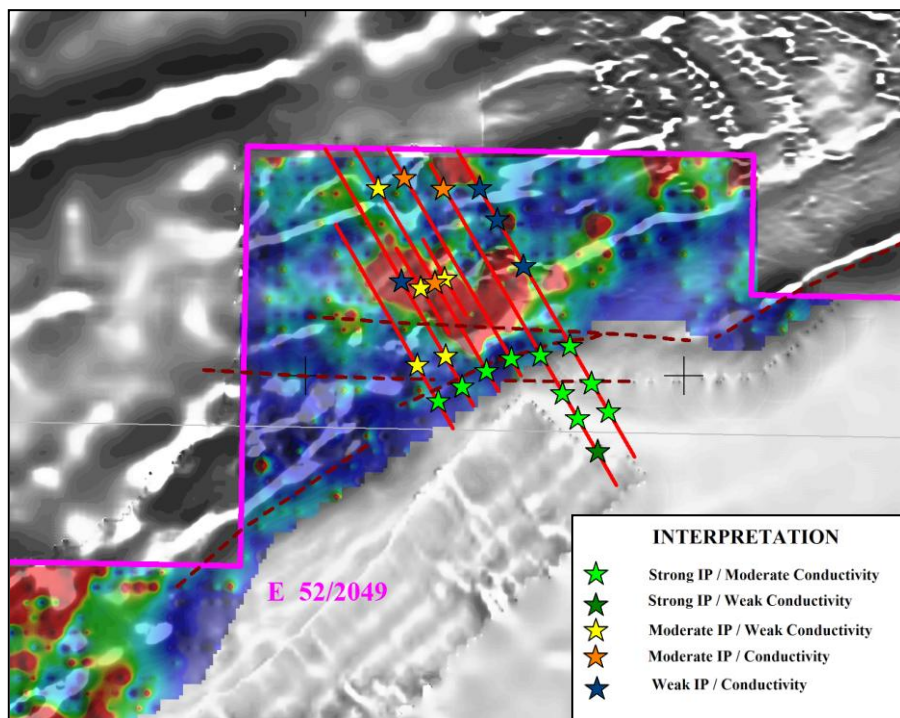 E 52/2049
INTERPRETATION
Strong IP / Moderate Conductivity
Strong IP / Weak Conductivity
Moderate IP / Weak Conductivity
Moderate IP / Conductivity
Weak IP / Conductivity